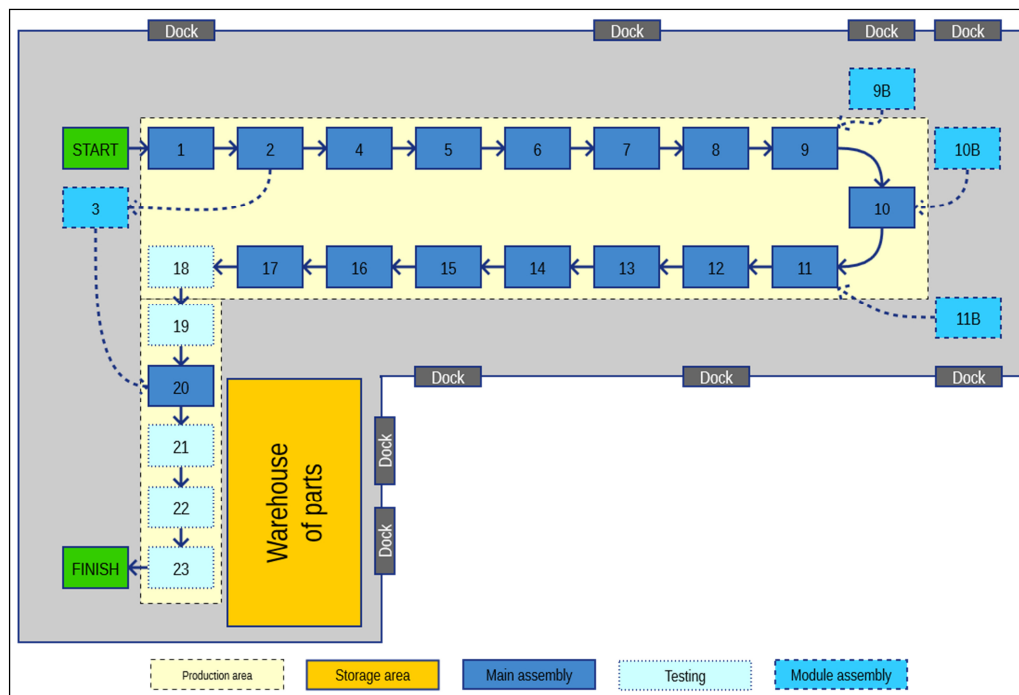 Dock
Dock
Dock
Dock
9B
START
1
2
4
5
6
7
8
9
10B
3
10
18
17
16
15
14
13
12
11
19
11B
20
Dock
Dock
Dock
21
Dock
22
Warehouse
of parts
Dock
FINISH
23
Production area
Storage area
Main assembly
Testing
Module assembly